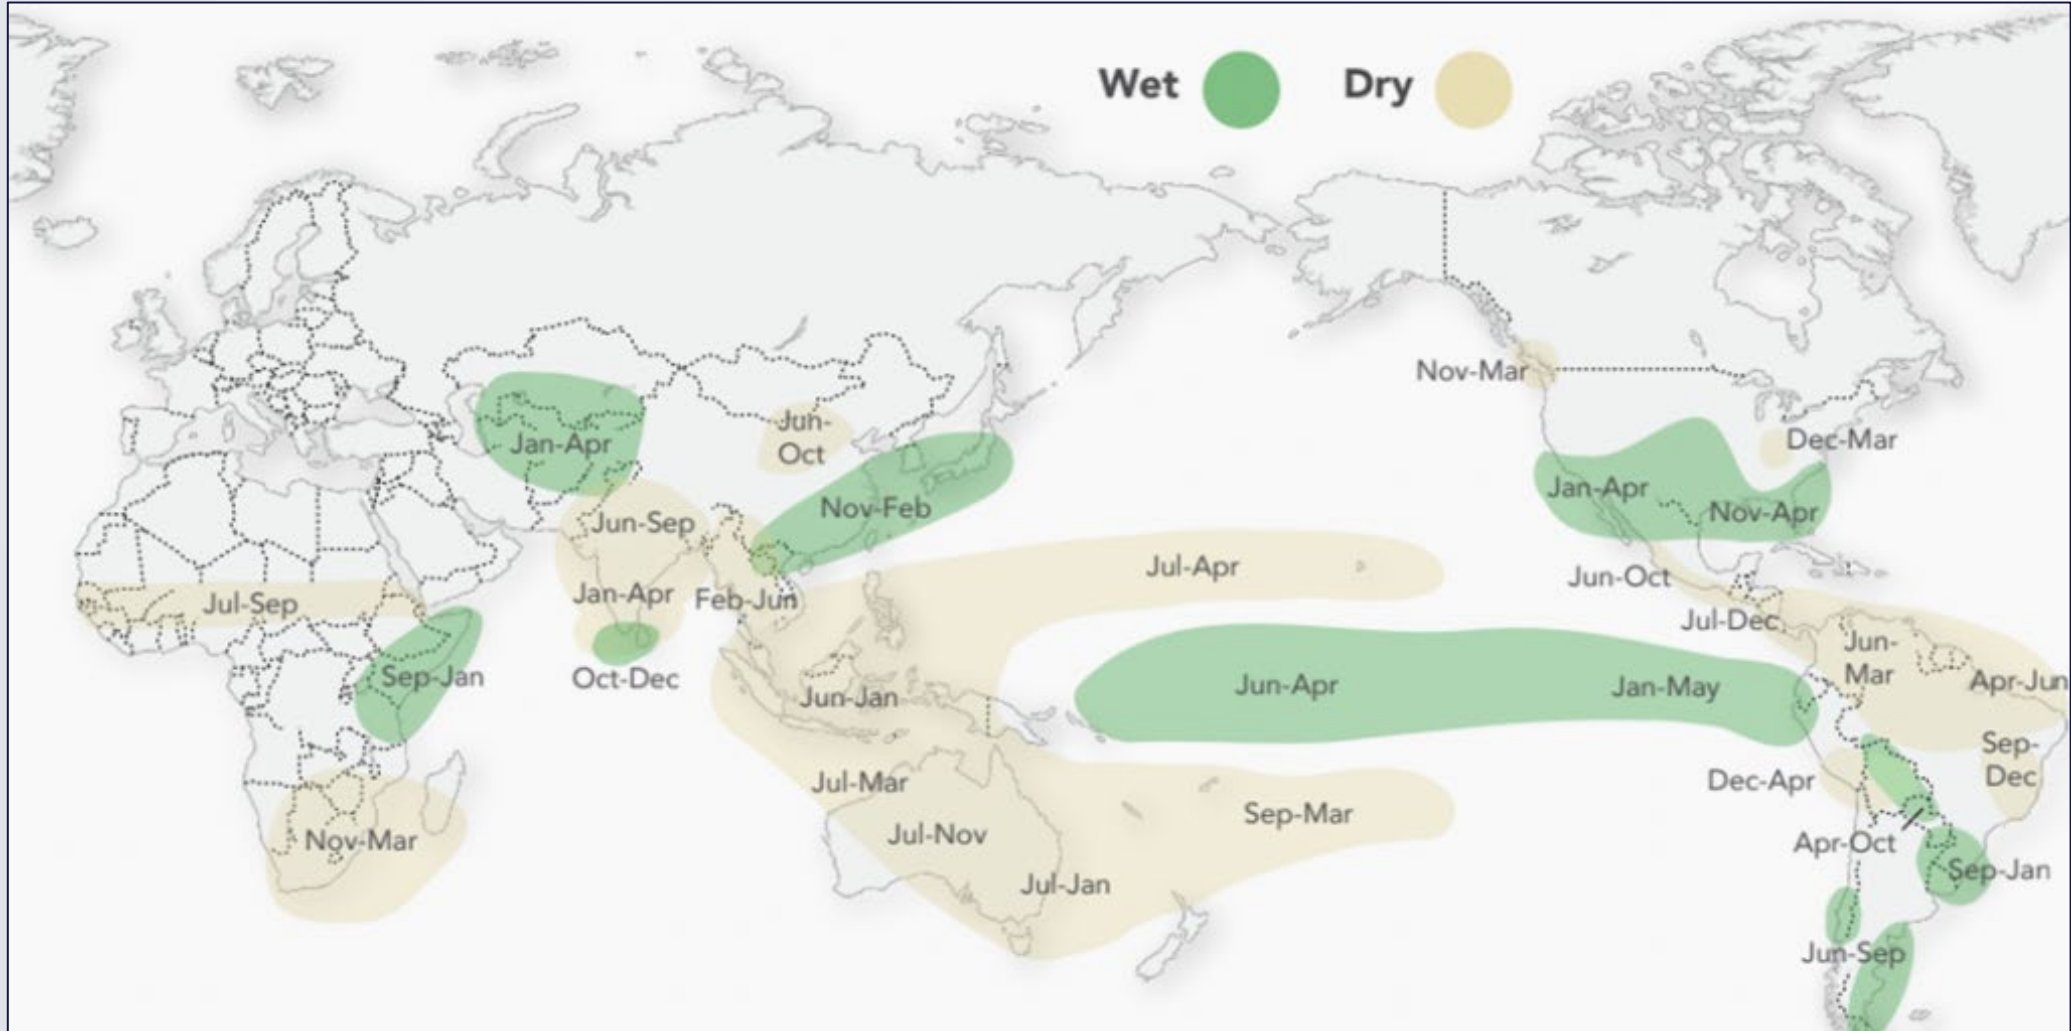 Wet
Dry
Nov-Mar
Jun-
Oct
Dec-Mar
Jan-Apr
Jan-Apr
Nov-Feb
Nov-Apr
Jun-Sep
Jul-Apr
Jun-Oct
Jan-Apr
Feb-Jun
Jul-Sep
Jul-Dec
Jun-
Mar
Sep-Jan
Oct-Dec
Apr-Jun
Jun-Jan
Jun-Apr
Jan-May
Sep-
Dec
Jul-Mar
Dec-Apr
Sep-Mar
Nov-Mar
Jul-Nov
Apr-Oct
Sep-Jan
Jul-Jan
Jun-Sep